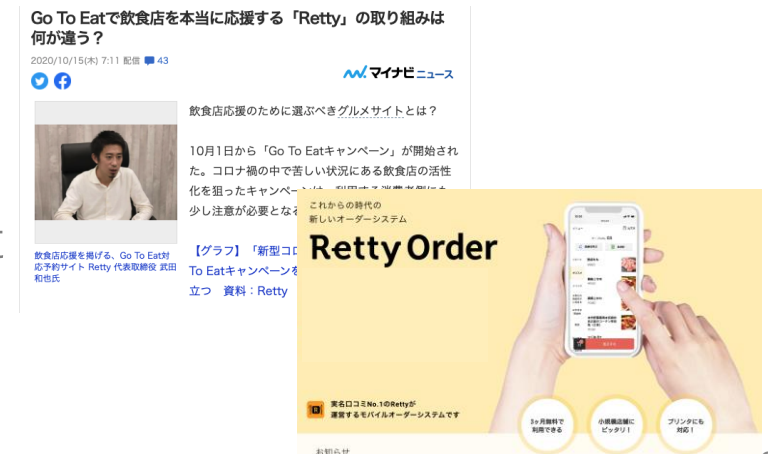 Go To Eatで飲食店を本当に応援する「Retty」の取り組みは
何が違う？
2020/10/15(木) 7:11 配信 43
マイナビニュース
飲食店応援のために選ぶべきグルメサイトとは？
10月1日から「Go To Eatキャンペーン」が開始され
た。コロナ禍の中で苦しい状況にある飲食店の活性
化を狙ったキャンペーンは、利用する消費者側にも
少し注意が必要となる
【グラフ】「新型コロ
To Eatキャンペーンを
立つ 資料：Retty
飲食店応援を掲げる、Go To Eat対
応予約サイト Retty 代表取締役 武田
和也氏
これからの時代の
新しいオーダーシステム
Retty Order
実名口コミNo.1のRettyが
運営するモバイルオーダーシステムです
3ヶ月無料で
利用できる
小規模店舗に
ピッタリ！
プリンタにも
対応！
お知らせ